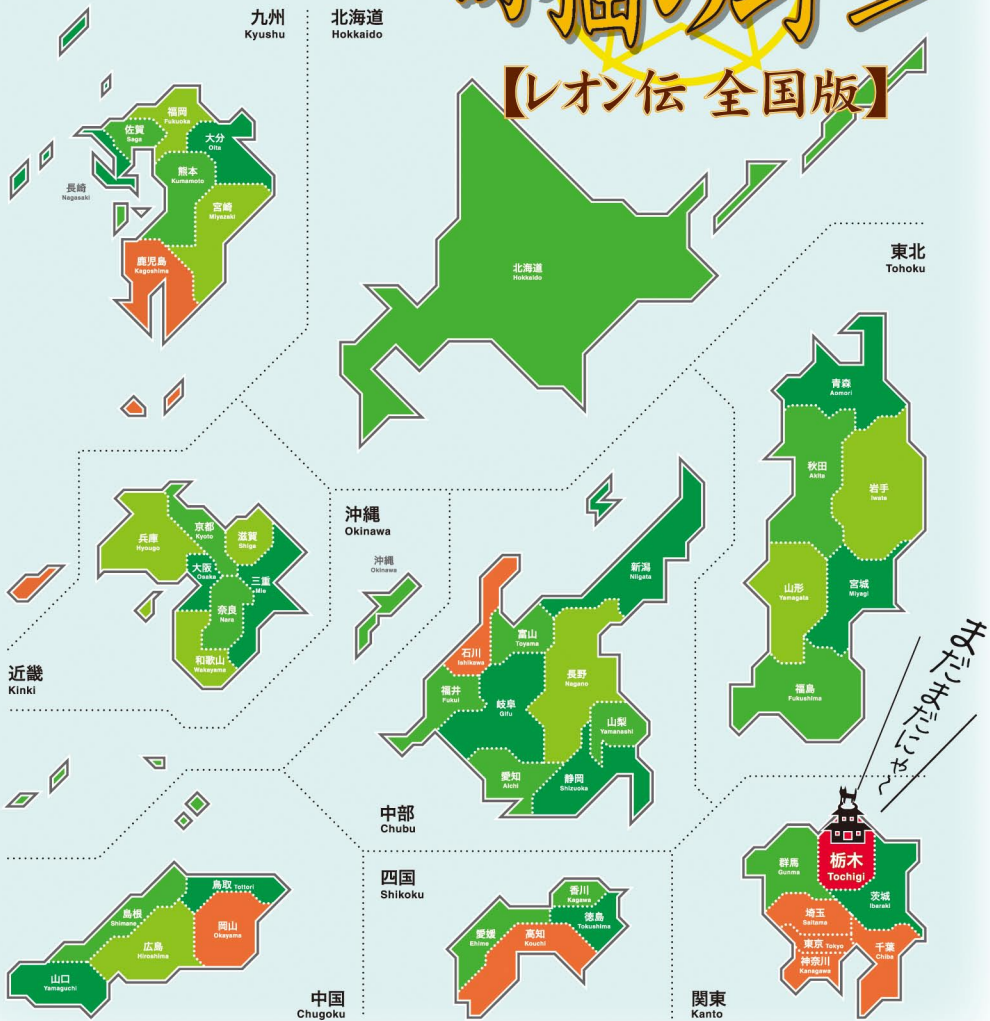 猫の
【レオン伝 全国版】
九州
Kyushu
北海道
Hokkaido
福岡
Fukuoka
佐賀
Saga
大分
Oita
長崎
Nagasaki
熊本
Kumamoto
宮崎
Miyazaki
鹿児島
Kagoshima
北海道
Hokkaido
東北
Tohoku
青森
Aomori
秋田
Akita
岩手
Iwate
山形
Yamagata
宮城
Miyagi
福島
Fukushima
兵庫
Hyougo
京都
Kyoto
滋賀
Shiga
大阪
Osaka
三重
Mie
奈良
Nara
和歌山
Wakayama
近畿
Kinki
沖縄
Okinawa
沖縄
Okinawa
新潟
Niigata
富山
Toyama
石川
Ishikawa
長野
Nagano
福井
Fukui
岐阜
Gifu
山梨
Yamanashi
愛知
Aichi
静岡
Shizuoka
中部
Chubu
まだまだにゃ〜
鳥取 Tottori
島根
Shimane
岡山
Okayama
広島
Hiroshima
山口
Yamaguchi
中国
Chugoku
四国
Shikoku
香川
Kagawa
徳島
Tokushima
愛媛
Ehime
高知
Kouchi
群馬
Gunma
栃木
Tochigi
茨城
Ibaraki
埼玉
Saitama
東京 Tokyo
千葉
Chiba
神奈川
Kanagawa
関東
Kanto